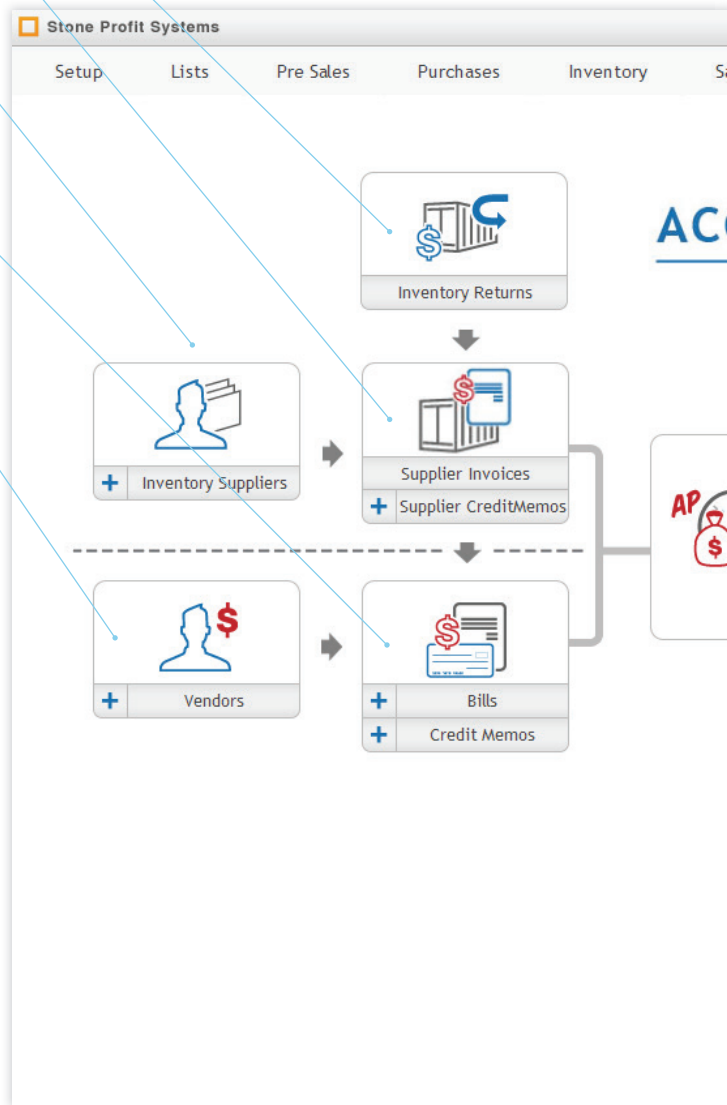 Stone Profit Systems
Setup Lists Pre Sales Purchases Inventory
ACC
$
Inventory Returns
$
Inventory Suppliers
Supplier Invoices
Supplier CreditMemos
AP
$
$
$
Vendors
Bills
Credit Memos